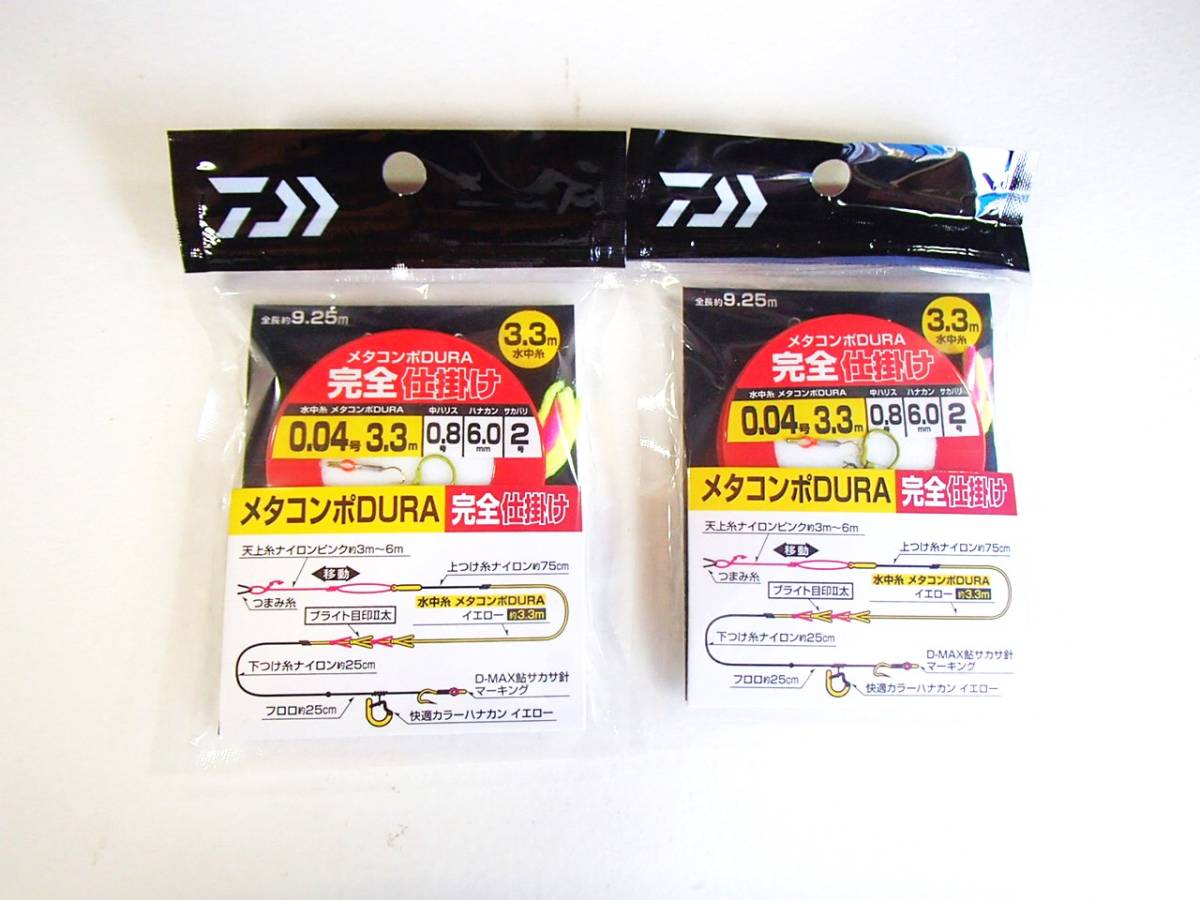 全長約9.25m
3.3m
水中糸
メタコンポDURA
完全仕掛け
水中糸 メタコンポDURA 中ハリス ハナカン サカバリ
0.04号 3.3m 0.8号 6.0mm 2号
メタコンポDURA 完全仕掛け
天上糸ナイロンピンク約3m～6m
移動
上つけ糸ナイロン約75cm
つまみ糸
水中糸 メタコンポDURA
ブライト目印II太
イエロー 約3.3m
下つけ糸ナイロン約25cm
D-MAX鮎サカサ針
マーキング
フロロ約25cm
快適カラーハナカン イエロー
全長約9.25m
3.3m
水中糸
メタコンポDURA
完全仕掛け
水中糸 メタコンポDURA 中ハリス ハナカン サカバリ
0.04号 3.3m 0.8号 6.0mm 2号
メタコンポDURA 完全仕掛け
天上糸ナイロンピンク約3m～6m
移動
上つけ糸ナイロン約75cm
つまみ糸
水中糸 メタコンポDURA
ブライト目印II太
イエロー 約3.3m
下つけ糸ナイロン約25cm
D-MAX鮎サカサ針
マーキング
フロロ約25cm
快適カラーハナカン イエロー